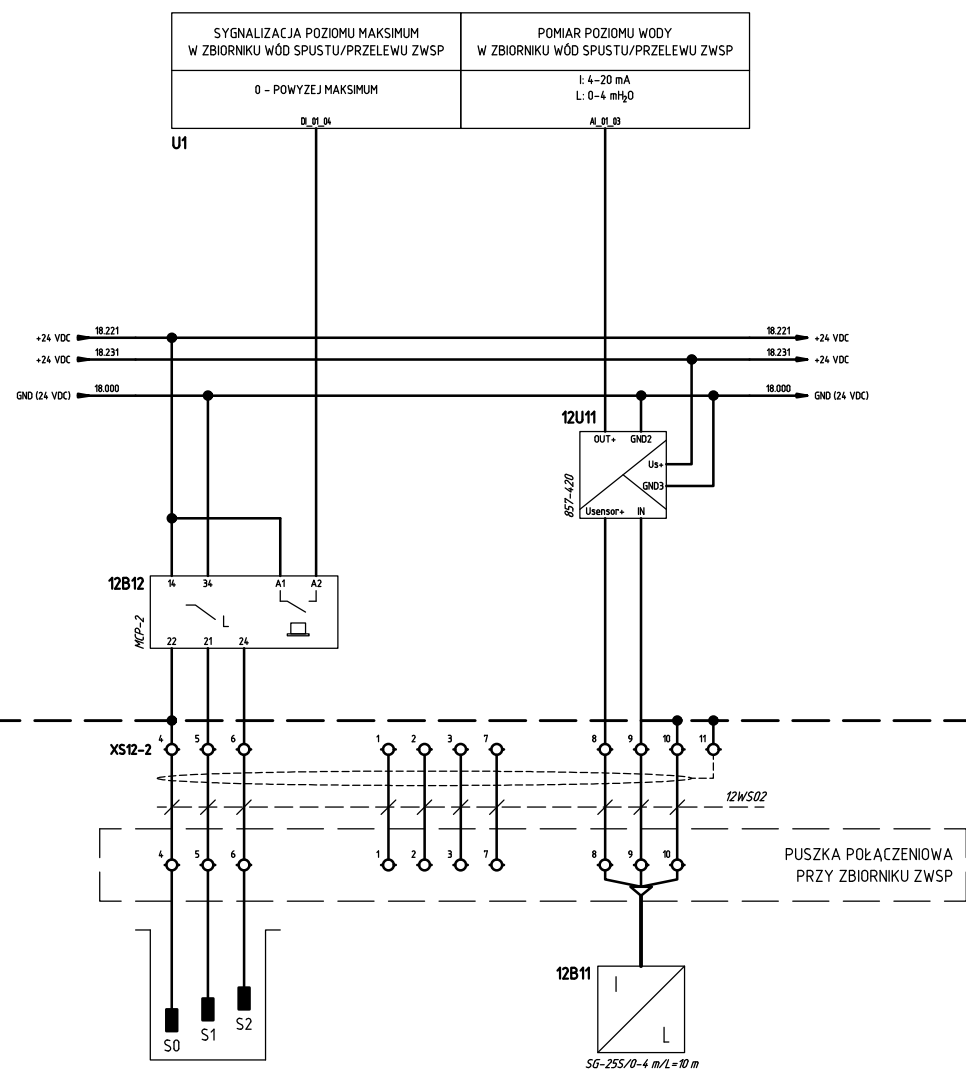 SYGNALIZACJA POZIOMU MAKSIMUM
W ZBIORNIKU WÓD SPUSTU/PRZELEWU ZWSP
POMIAR POZIOMU WODY
W ZBIORNIKU WÓD SPUSTU/PRZELEWU ZWSP
0 - POWYZEJ MAKSIMUM
I: 4-20 mA
L: 0-4 mH2O
DI_01_04
AI_01_03
U1
+24 VDC 18.221 18.221 +24 VDC
+24 VDC 18.231 18.231 +24 VDC
GND (24 VDC) 18.000 18.000 GND (24 VDC)
12U11
OUT+ GND2
Us+
GND3
857-420
Usensor+ IN
12B12
14 34 A1 A2
MCP-2
L
22 21 24
XS12-2
4 5 6 1 2 3 7 8 9 10 11
12WS02
4 5 6 1 2 3 7 8 9 10
PUSZKA POŁĄCZENIOWA
PRZY ZBIORNIKU ZWSP
12B11
I
L
S0 S1 S2
SG-25S/0-4 m/L=10 m